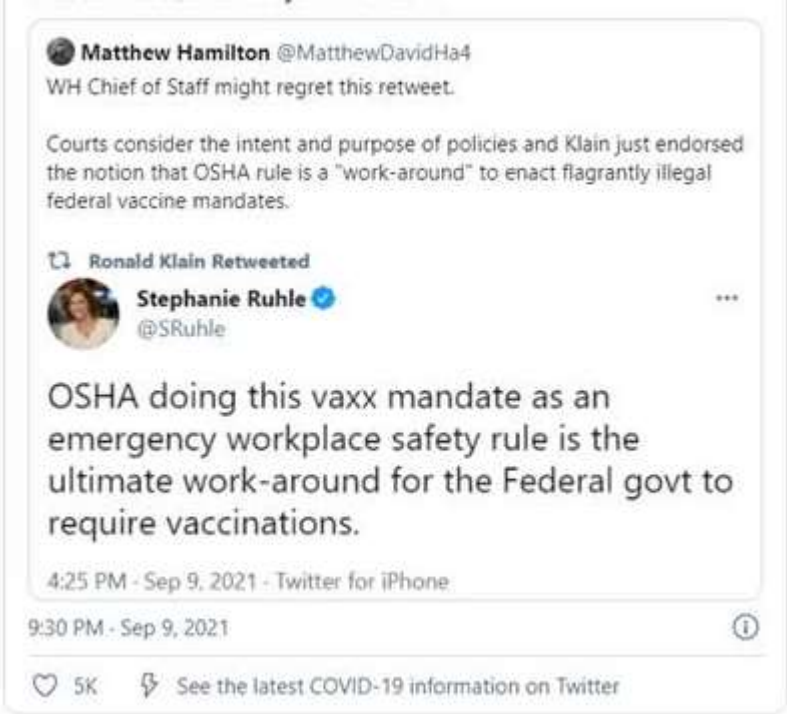 Matthew Hamilton @MatthewDavidHa4
WH Chief of Staff might regret this retweet.
Courts consider the intent and purpose of policies and Klain just endorsed
the notion that OSHA rule is a "work-around" to enact flagrantly illegal
federal vaccine mandates.
Ronald Klain Retweeted
Stephanie Ruhle
@SRuhle
OSHA doing this vaxx mandate as an
emergency workplace safety rule is the
ultimate work-around for the Federal govt to
require vaccinations.
4:25 PM · Sep 9, 2021 · Twitter for iPhone
9:30 PM · Sep 9, 2021
5K See the latest COVID-19 information on Twitter